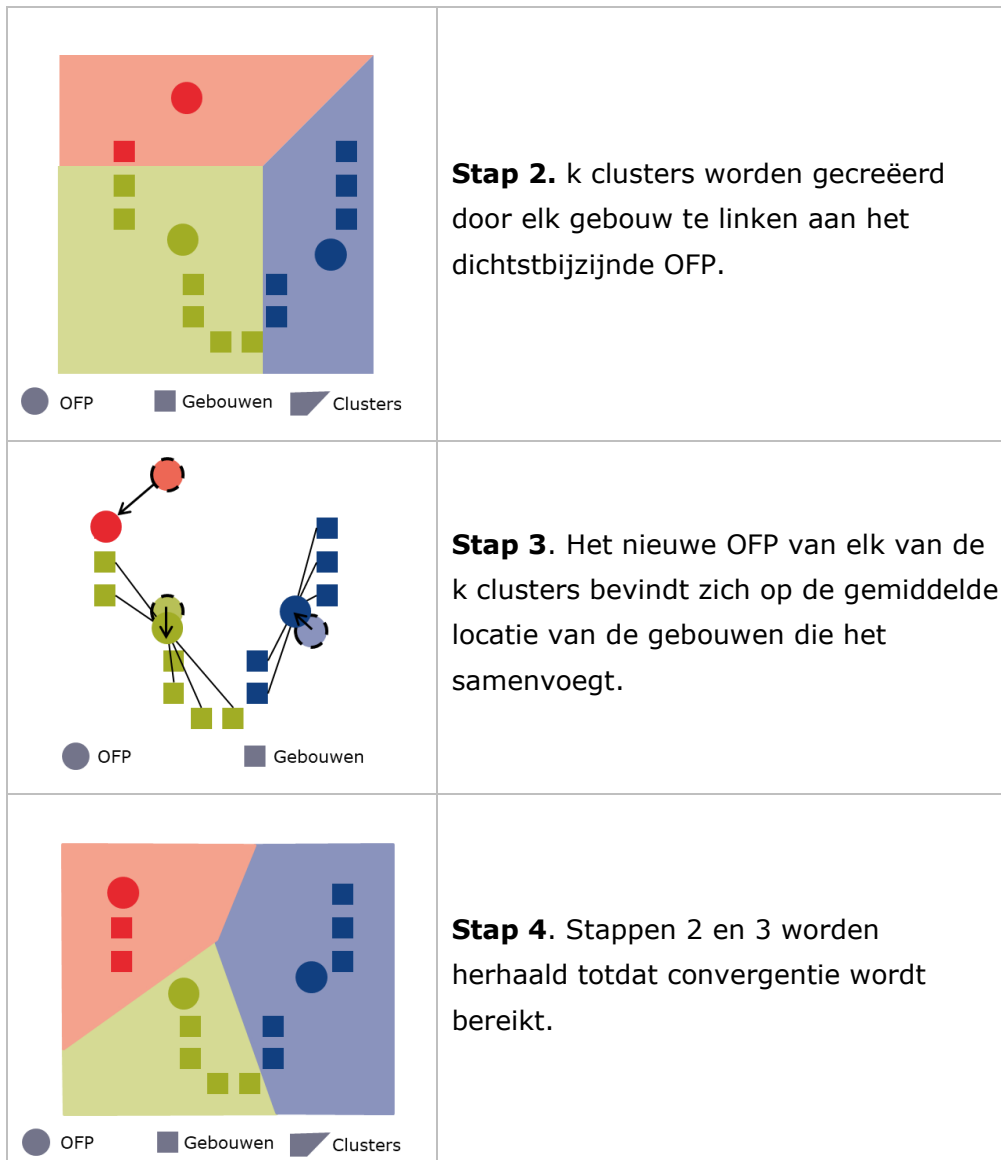 Stap 2. k clusters worden gecreëerd
door elk gebouw te linken aan het
dichtstbijzijnde OFP.
OFP Gebouwen Clusters
Stap 3. Het nieuwe OFP van elk van de
k clusters bevindt zich op de gemiddelde
locatie van de gebouwen die het
samenvoegt.
OFP Gebouwen
Stap 4. Stappen 2 en 3 worden
herhaald totdat convergentie wordt
bereikt.
OFP Gebouwen Clusters